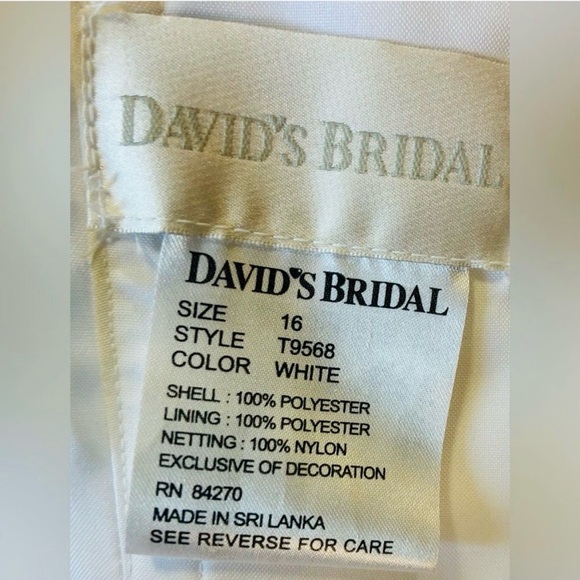 DAVID'S BRIDAL
DAVID'S BRIDAL
SIZE 16
STYLE T9568
COLOR WHITE
SHELL : 100% POLYESTER
LINING : 100% POLYESTER
NETTING : 100% NYLON
EXCLUSIVE OF DECORATION
RN 84270
MADE IN SRI LANKA
SEE REVERSE FOR CARE